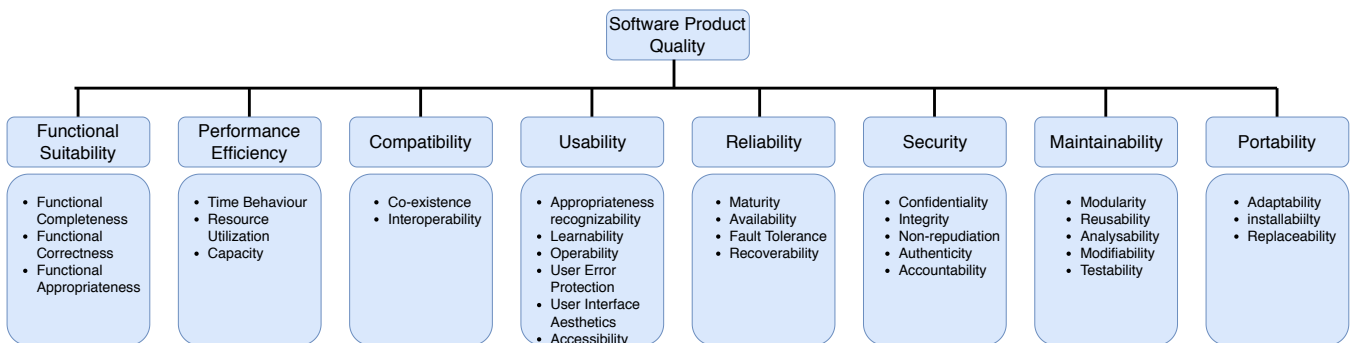 Software Product
Quality
Functional
Suitability
Performance
Efficiency
Compatibility
Usability
Reliability
Security
Maintainability
Portability
• Functional
Completeness
• Functional
Correctness
• Functional
Appropriateness
• Time Behaviour
• Resource
Utilization
• Capacity
• Co-existence
• Interoperability
• Appropriateness
recognizability
• Learnability
• Operability
• User Error
Protection
• User Interface
Aesthetics
• Accessibility
• Maturity
• Availability
• Fault Tolerance
• Recoverability
• Confidentiality
• Integrity
• Non-repudiation
• Authenticity
• Accountability
• Modularity
• Reusability
• Analysability
• Modifiability
• Testability
• Adaptability
• installabiilty
• Replaceability